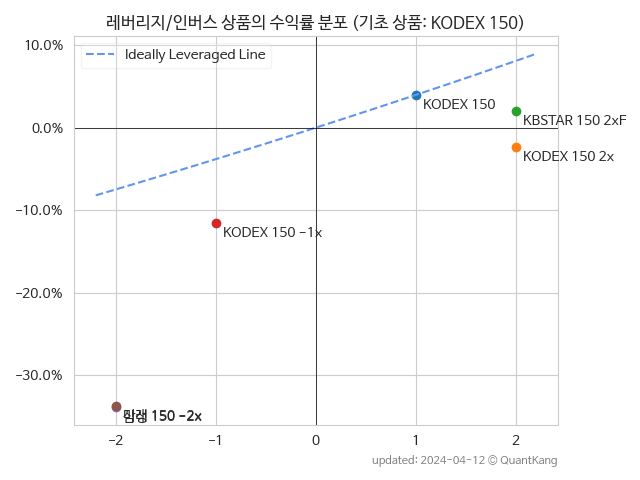 레버리지/인버스 상품의 수익률 분포 (기초 상품: KODEX 150)
10.0%
Ideally Leveraged Line
KODEX 150
KBSTAR 150 2xF
0.0%
KODEX 150 2x
-10.0%
KODEX 150 -1x
-20.0%
-30.0%
150 -2x
-2 -1 0 1 2
updated: 2024-04-12 © QuantKang